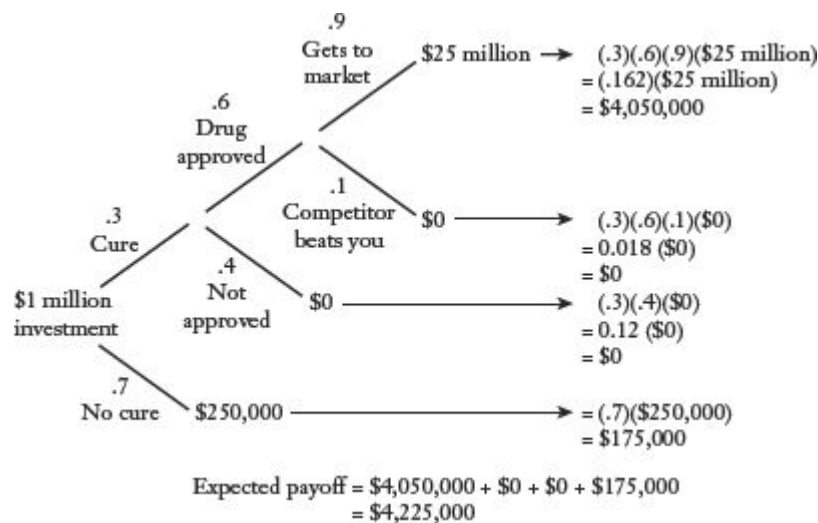 .9
Gets to
market
$25 million
(.3)(.6)(.9)($25 million)
= (.162)($25 million)
= $4,050,000
.6
Drug
approved
.1
Competitor
beats you
$0
(.3)(.6)(.1)($0)
= 0.018 ($0)
= $0
.3
Cure
.4
Not
approved
$0
(.3)(.4)($0)
= 0.12 ($0)
= $0
$1 million
investment
.7
No cure
$250,000
= (.7)($250,000)
= $175,000
Expected payoff = $4,050,000 + $0 + $0 + $175,000
= $4,225,000